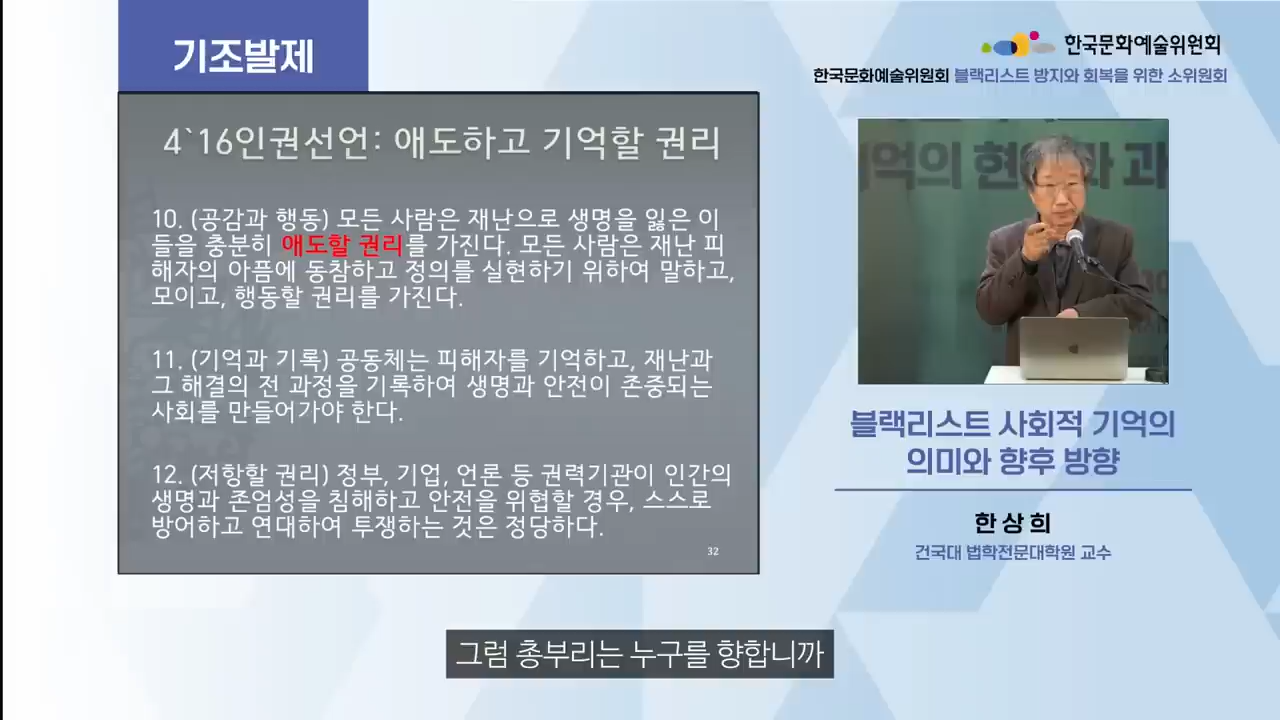 기조발제
한국문화예술위원회
한국문화예술위원회 블랙리스트 방지와 회복을 위한 소위원회
4`16인권선언: 애도하고 기억할 권리
10. (공감과 행동) 모든 사람은 재난으로 생명을 잃은 이
들을 충분히 애도할 권리를 가진다. 모든 사람은 재난 피
해자의 아픔에 동참하고 정의를 실현하기 위하여 말하고,
모이고, 행동할 권리를 가진다.
11. (기억과 기록) 공동체는 피해자를 기억하고, 재난과
그 해결의 전 과정을 기록하여 생명과 안전이 존중되는
사회를 만들어가야 한다.
12. (저항할 권리) 정부, 기업, 언론 등 권력기관이 인간의
생명과 존엄성을 침해하고 안전을 위협할 경우, 스스로
방어하고 연대하여 투쟁하는 것은 정당하다.
32
억의 현 과
블랙리스트 사회적 기억의
의미와 향후 방향
한상희
건국대 법학전문대학원 교수
그럼 총부리는 누구를 향합니까